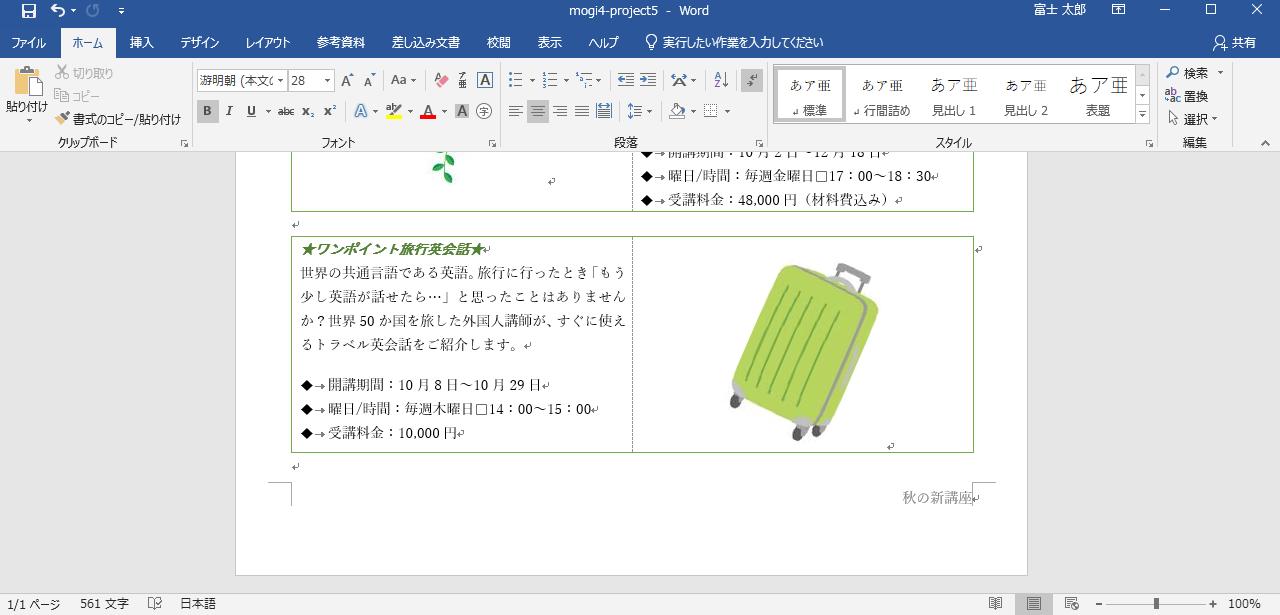 mogi4-project5 - Word
富士 太郎
ファイル ホーム 挿入 デザイン レイアウト 参考資料 差し込み文書 校閲 表示 ヘルプ 実行したい作業を入力してください 共有
貼り付け
切り取り
コピー
書式のコピー/貼り付け
クリップボード
游明朝 (本文の 28 A A Aa A
B I U abc x₂ x² A ab A A 字
フォント
段落
あア亜 あア亜 あア亜 あア亜 あア亜
↲標準 ↲行間詰め 見出し 1 見出し 2 表題
スタイル
検索
置換
選択
編集
◆→開講期間：10 月 2 日～12 月 18 日↵
◆→曜日/時間：毎週金曜日□17：00～18：30↵
◆→受講料金：48,000 円（材料費込み）↵
★ワンポイント旅行英会話★↵
世界の共通言語である英語。旅行に行ったとき「もう
少し英語が話せたら…」と思ったことはありません
か？世界 50 か国を旅した外国人講師が、すぐに使え
るトラベル英会話をご紹介します。↵
◆→開講期間：10 月 8 日～10 月 29 日↵
◆→曜日/時間：毎週木曜日□14：00～15：00↵
◆→受講料金：10,000 円↵
秋の新講座↵
1/1 ページ 561 文字 日本語 100%